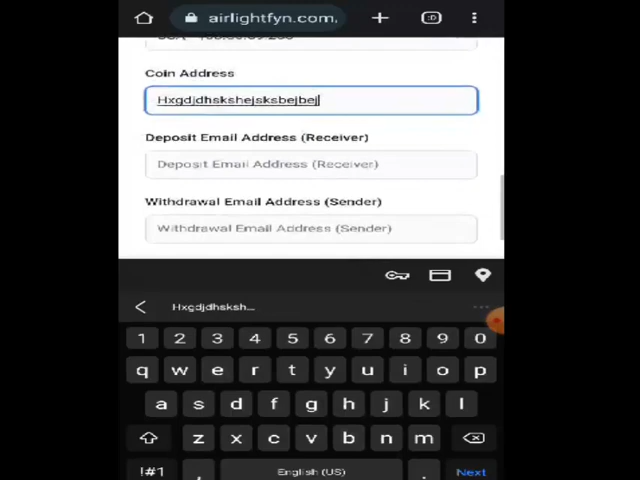 airlightfyn.com.
Coin Address
Hxgdjdhskshejsksbejbej
Deposit Email Address (Receiver)
Deposit Email Address (Receiver)
Withdrawal Email Address (Sender)
Withdrawal Email Address (Sender)
Hxgdjdhsksh...
1 2 3 4 5 6 7 8 9 0
q w e r t y u i o p
a s d f g h j k l
z x c v b n m
!#1 , English (US) . Next